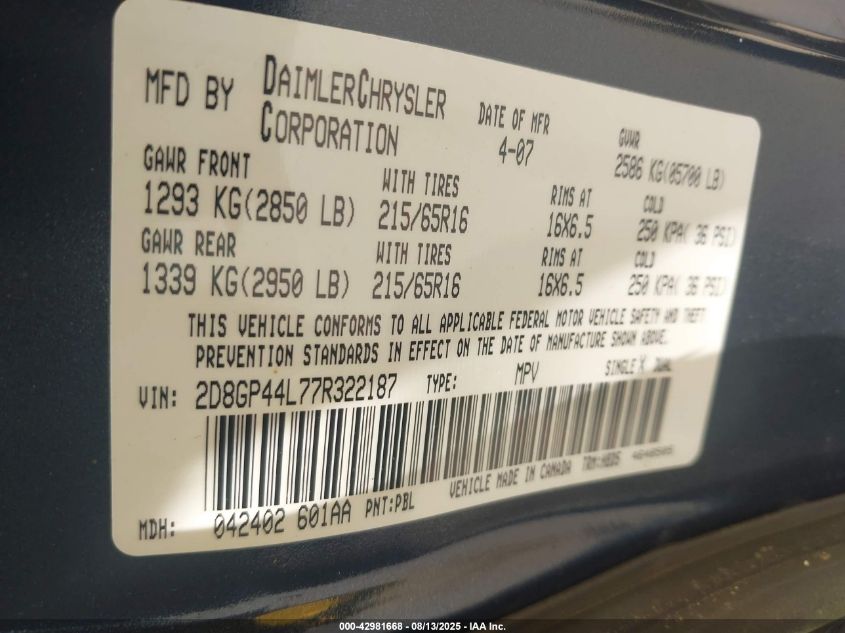 MFD BY DAIMLERCHRYSLER CORPORATION DATE OF MFR 4-07 GVWR 2586 KG(05700 LB)
GAWR FRONT WITH TIRES RIMS AT COLD
1293 KG(2850 LB) 215/65R16 16X6.5 250 KPA( 36 PSI)
GAWR REAR WITH TIRES RIMS AT COLD
1339 KG(2950 LB) 215/65R16 16X6.5 250 KPA( 36 PSI)
THIS VEHICLE CONFORMS TO ALL APPLICABLE FEDERAL MOTOR VEHICLE SAFETY AND THEFT
PREVENTION STANDARDS IN EFFECT ON THE DATE OF MANUFACTURE SHOWN ABOVE.
VIN: 2D8GP44L77R322187 TYPE: MPV SINGLE X DUAL
MDH: 042402 601AA PNT:PBL VEHICLE MADE IN CANADA
000-42981668 - 08/13/2025 - IAA Inc.